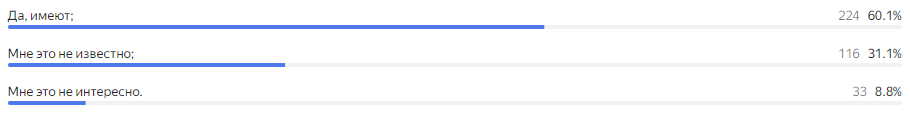 Да, имеют; 224 60.1%
Мне это не известно; 116 31.1%
Мне это не интересно. 33 8.8%